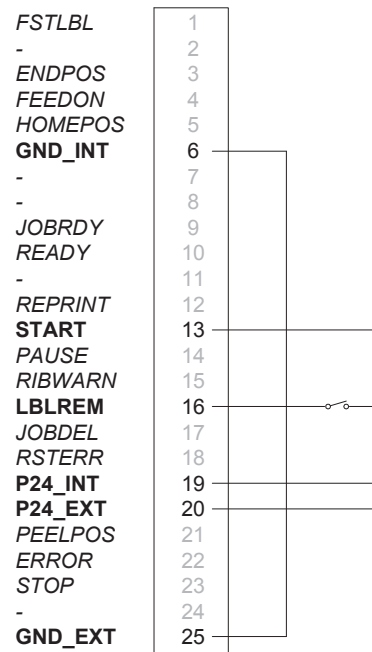 FSTLBL 1
- 2
ENDPOS 3
FEEDON 4
HOMEPOS 5
GND_INT 6
- 7
- 8
JOBRDY 9
READY 10
- 11
REPRINT 12
START 13
PAUSE 14
RIBWARN 15
LBLREM 16
JOBDEL 17
RSTERR 18
P24_INT 19
P24_EXT 20
PEELPOS 21
ERROR 22
STOP 23
- 24
GND_EXT 25